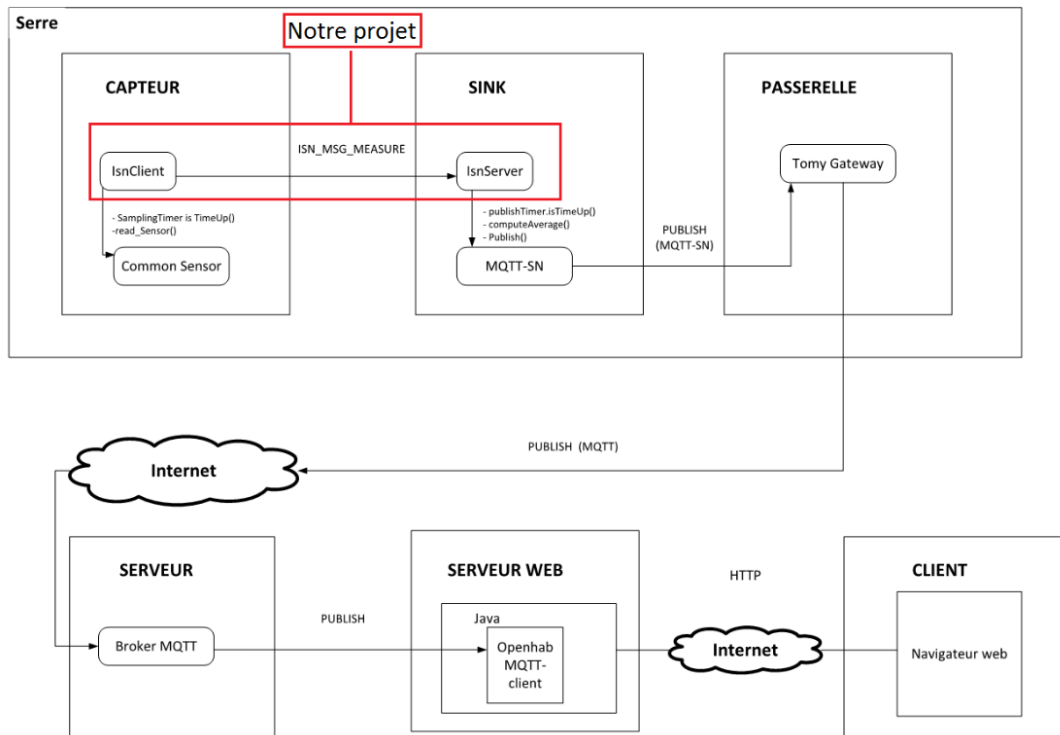 Serre
Notre projet
CAPTEUR
SINK
PASSERELLE
ISN_MSG_MEASURE
IsnClient
IsnServer
Tomy Gateway
- SamplingTimer is TimeUp()
-read_Sensor()
- publishTimer.isTimeUp()
- computeAverage()
- Publish()
PUBLISH
(MQTT-SN)
Common Sensor
MQTT-SN
PUBLISH (MQTT)
Internet
SERVEUR
SERVEUR WEB
HTTP
CLIENT
PUBLISH
Java
Broker MQTT
Openhab
MQTT-
client
Internet
Navigateur web